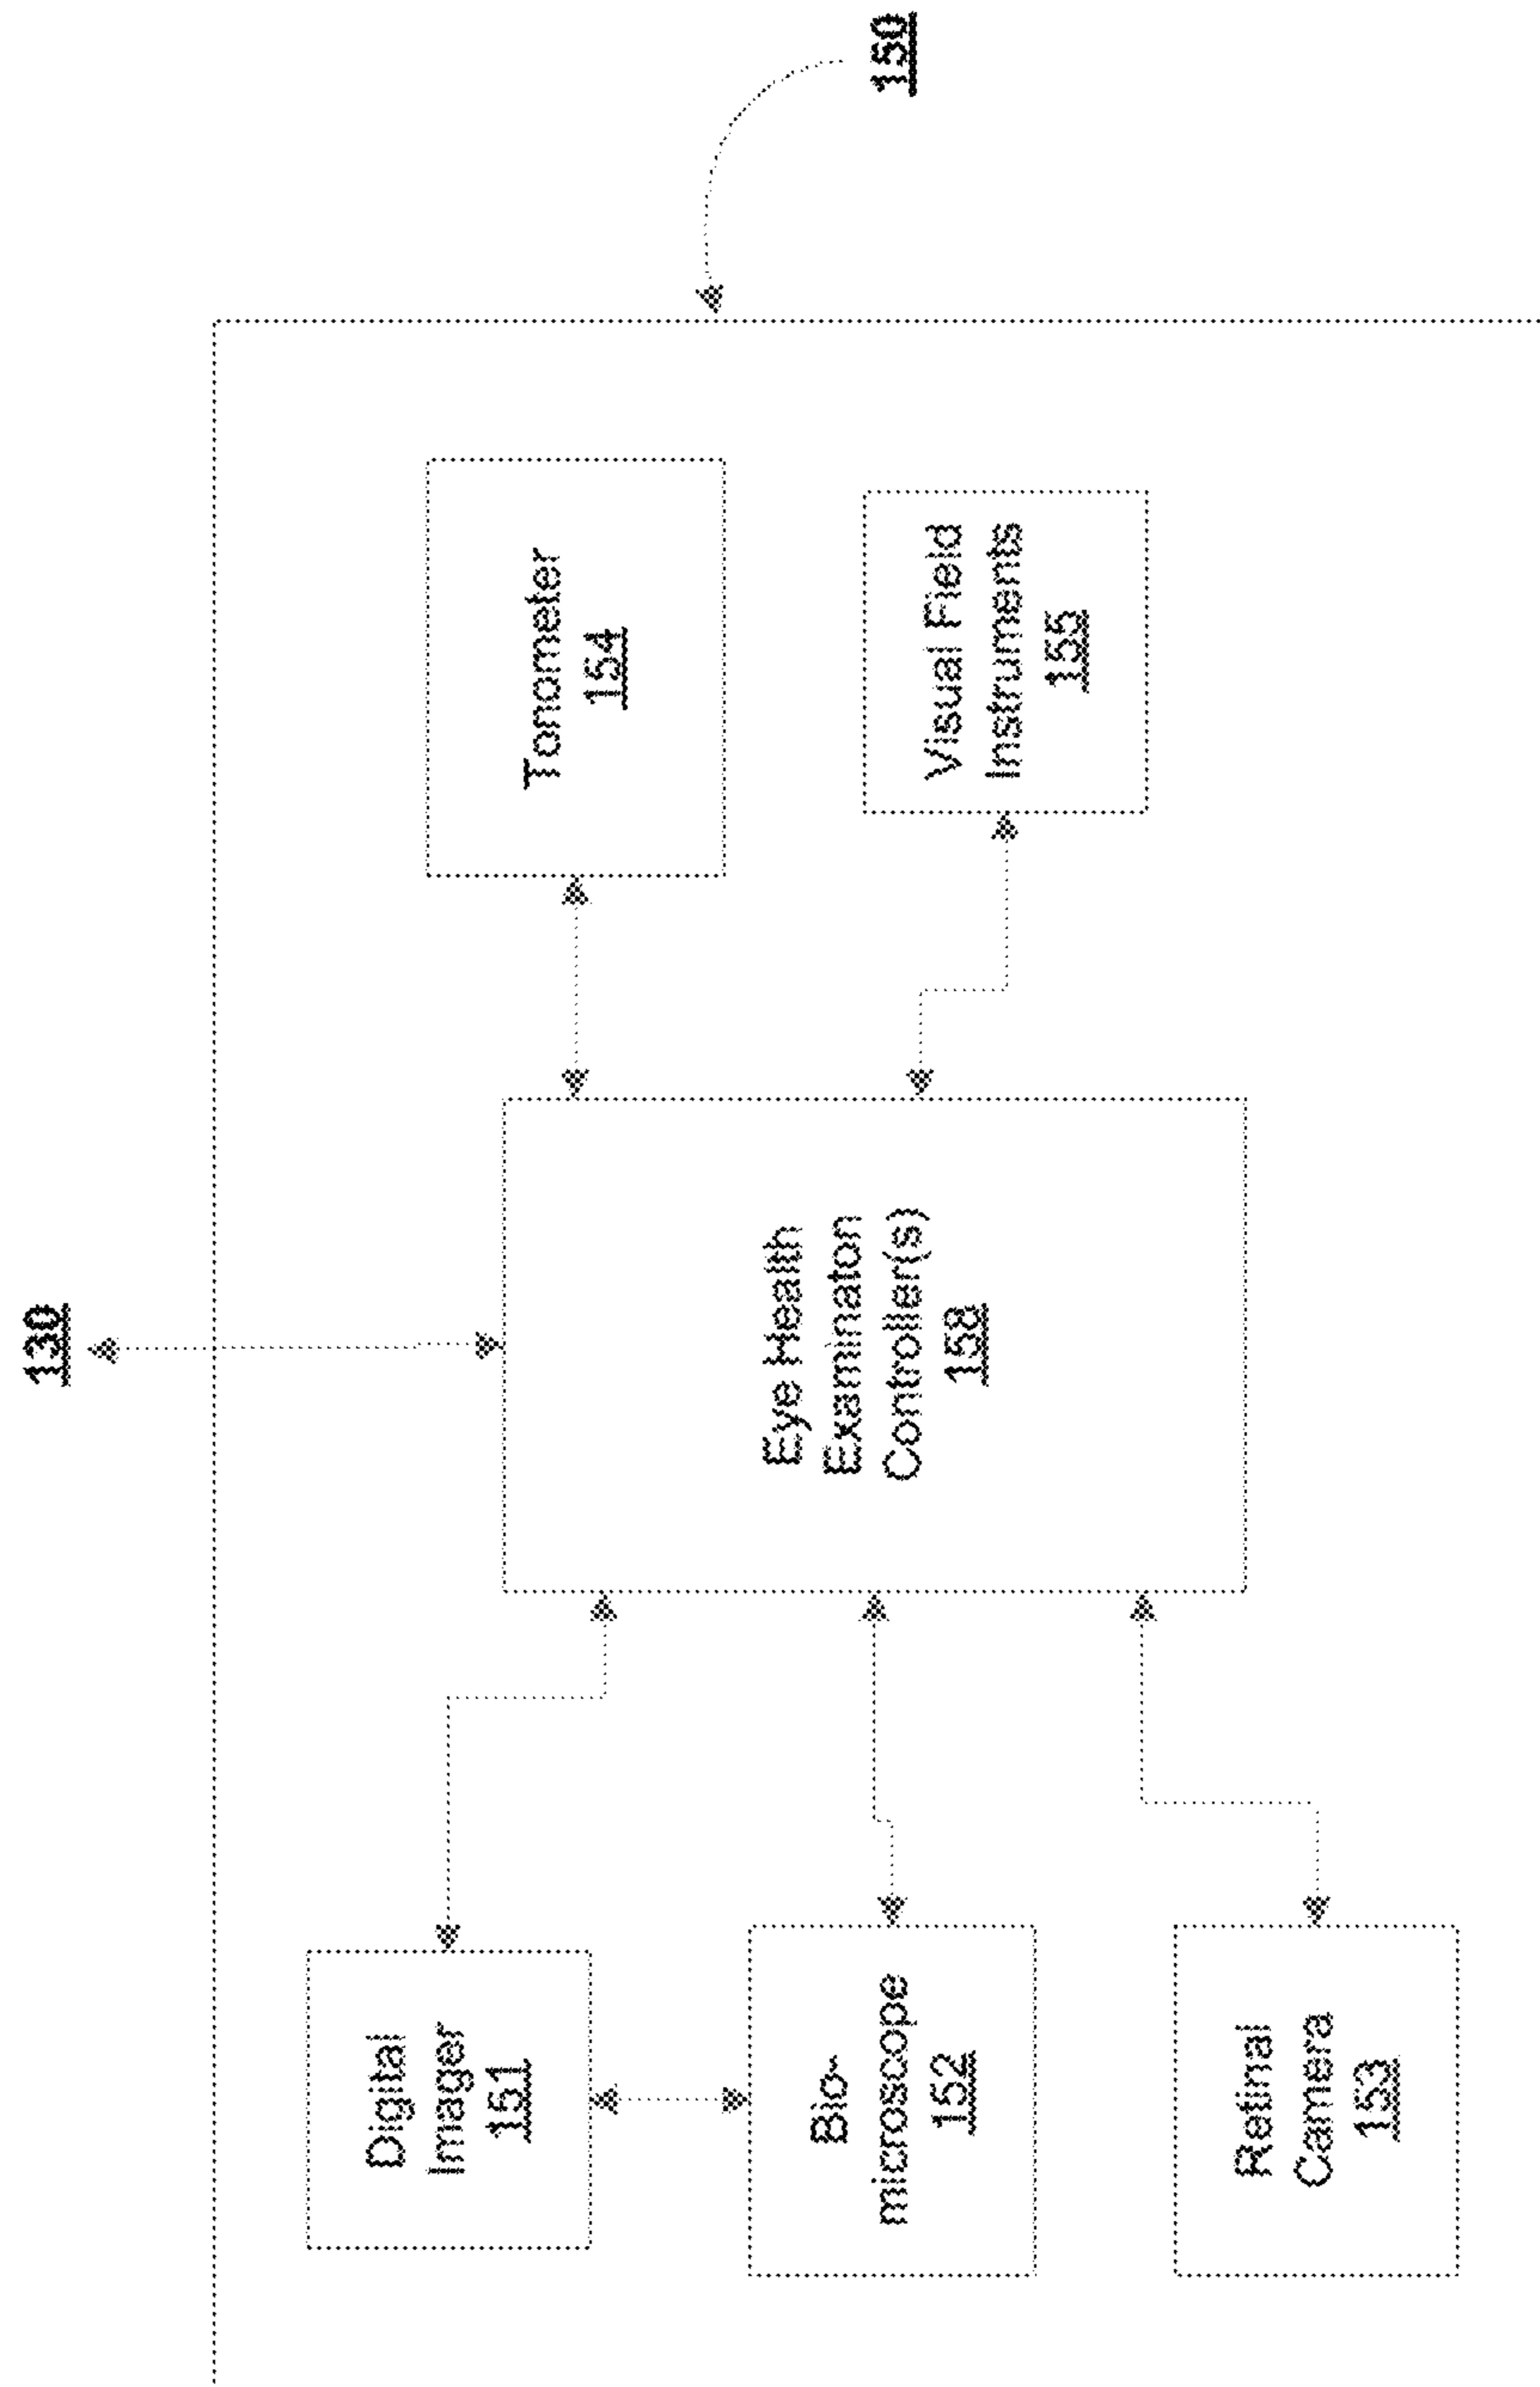 130
150
Digital
Imager
151
Bio-
microscope
152
Retinal
Camera
153
Eye Health
Examinaton
Controller(s)
158
Tonometer
154
Visual Field
Instruments
155